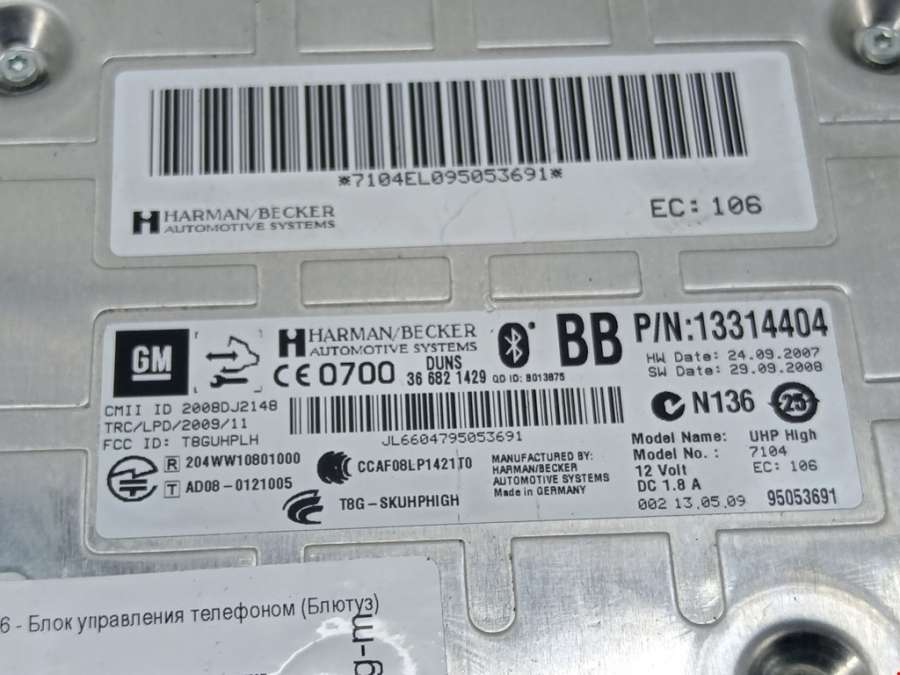 *7104EL095053691*
HARMAN/BECKER
AUTOMOTIVE SYSTEMS
EC: 106
GM
HARMAN/BECKER
AUTOMOTIVE SYSTEMS
BB
P/N:13314404
HW Date: 24.09.2007
SW Date: 29.09.2008
CE 0700
DUNS
36 682 1429
QD ID: B013875
N136
25
CMII ID 2008DJ2148
TRC/LPD/2009/11
FCC ID: T8GUHPLH
JL6604795053691
R 204WW10801000
T AD08-0121005
CCAF08LP1421T0
T8G-SKUHPHIGH
MANUFACTURED BY:
HARMAN/BECKER
AUTOMOTIVE SYSTEMS
Made in GERMANY
Model Name: UHP High
Model No.: 7104
12 Volt EC: 106
DC 1.8 A
002 13.05.09 95053691
6 - Блок управления телефоном (Блютуз)
g-m